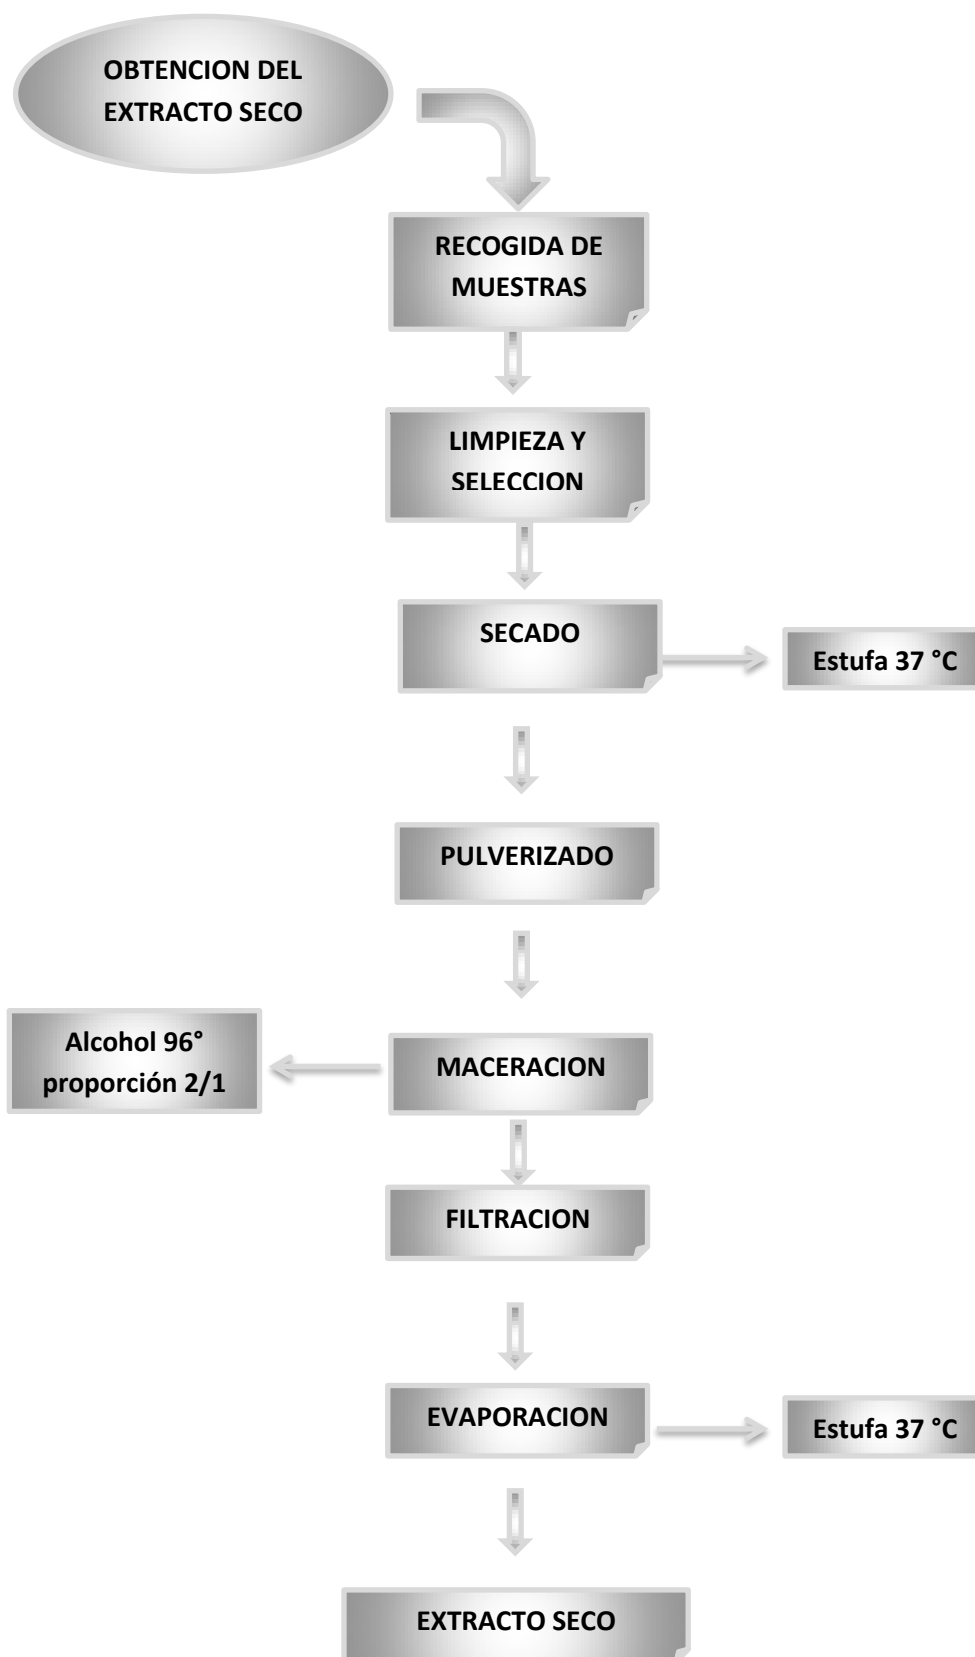 OBTENCION DEL
EXTRACTO SECO
RECOGIDA DE
MUESTRAS
LIMPIEZA Y
SELECCION
SECADO
Estufa 37 °C
PULVERIZADO
Alcohol 96°
proporción 2/1
MACERACION
FILTRACION
EVAPORACION
Estufa 37 °C
EXTRACTO SECO